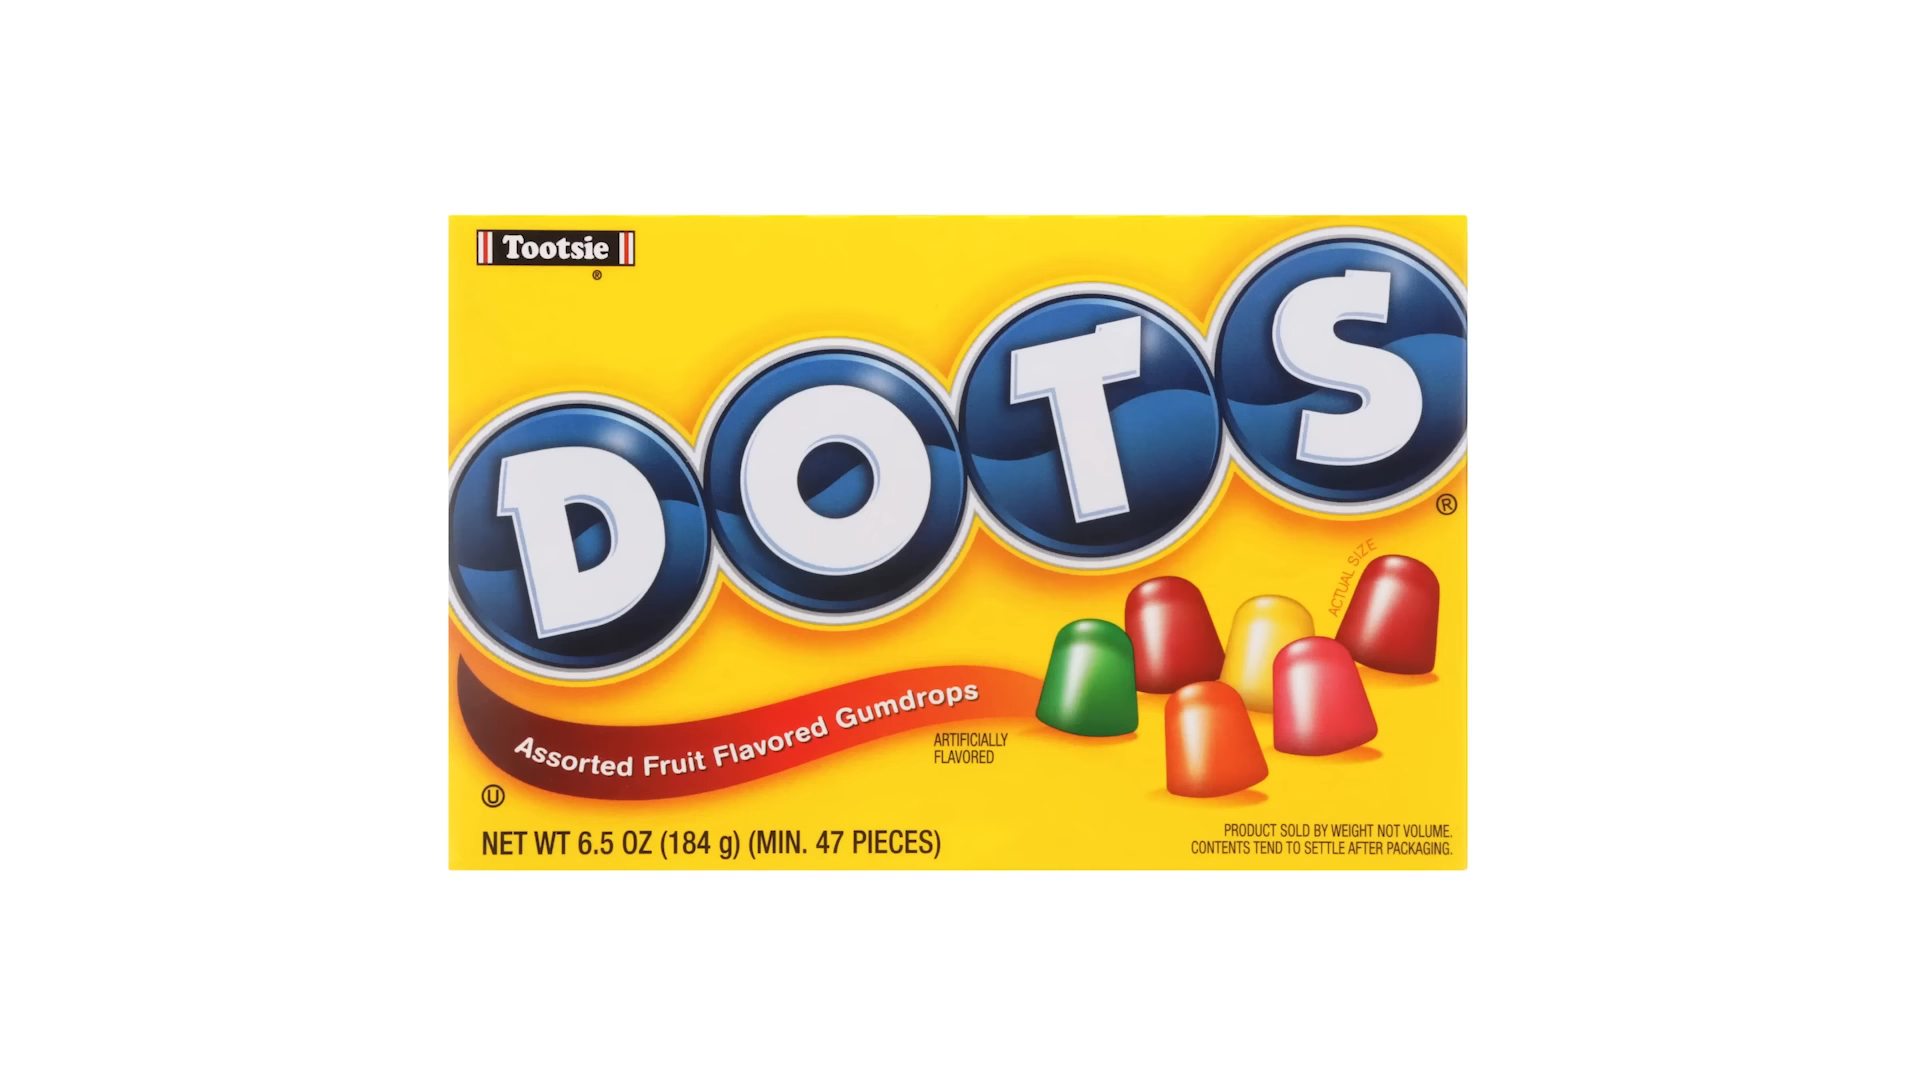 Tootsie
®
DOTS
®
ACTUAL SIZE
Assorted Fruit Flavored Gumdrops
ARTIFICIALLY
FLAVORED
U
NET WT 6.5 OZ (184 g) (MIN. 47 PIECES)
PRODUCT SOLD BY WEIGHT NOT VOLUME.
CONTENTS TEND TO SETTLE AFTER PACKAGING.